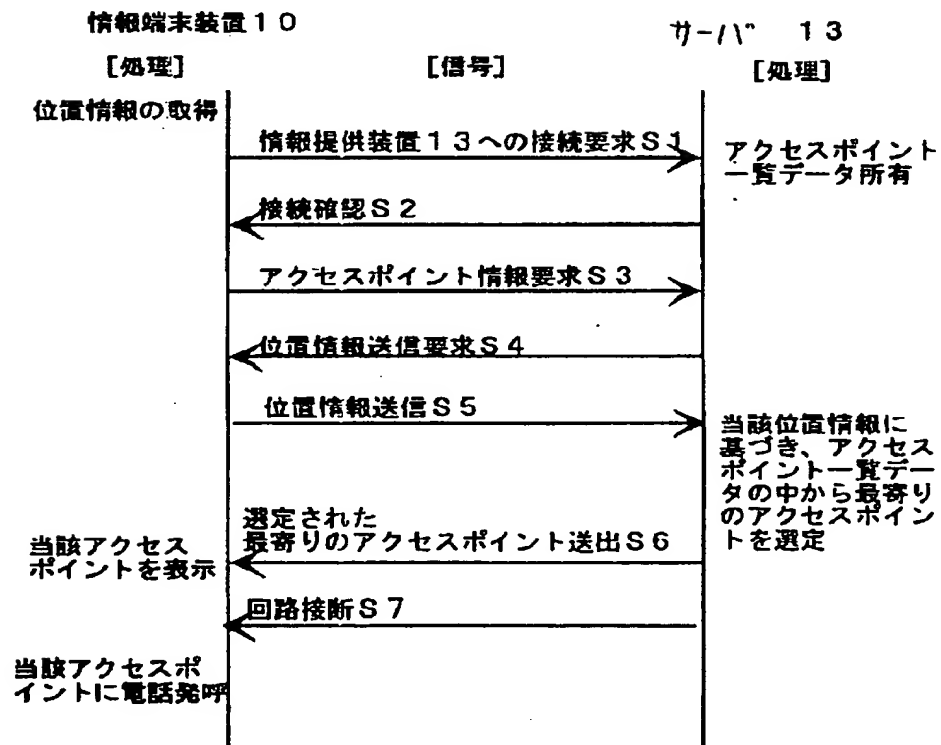 情報端末装置１０
サーバ １３
［処理］
［信号］
［処理］
位置情報の取得
情報提供装置１３への接続要求Ｓ１
アクセスポイント
一覧データ所有
接続確認Ｓ２
アクセスポイント情報要求Ｓ３
位置情報送信要求Ｓ４
位置情報送信Ｓ５
当該位置情報に
基づき、アクセス
ポイント一覧デー
タの中から最寄り
のアクセスポイン
トを選定
選定された
最寄りのアクセスポイント送出Ｓ６
当該アクセス
ポイントを表示
回路接断Ｓ７
当該アクセスポ
イントに電話発呼